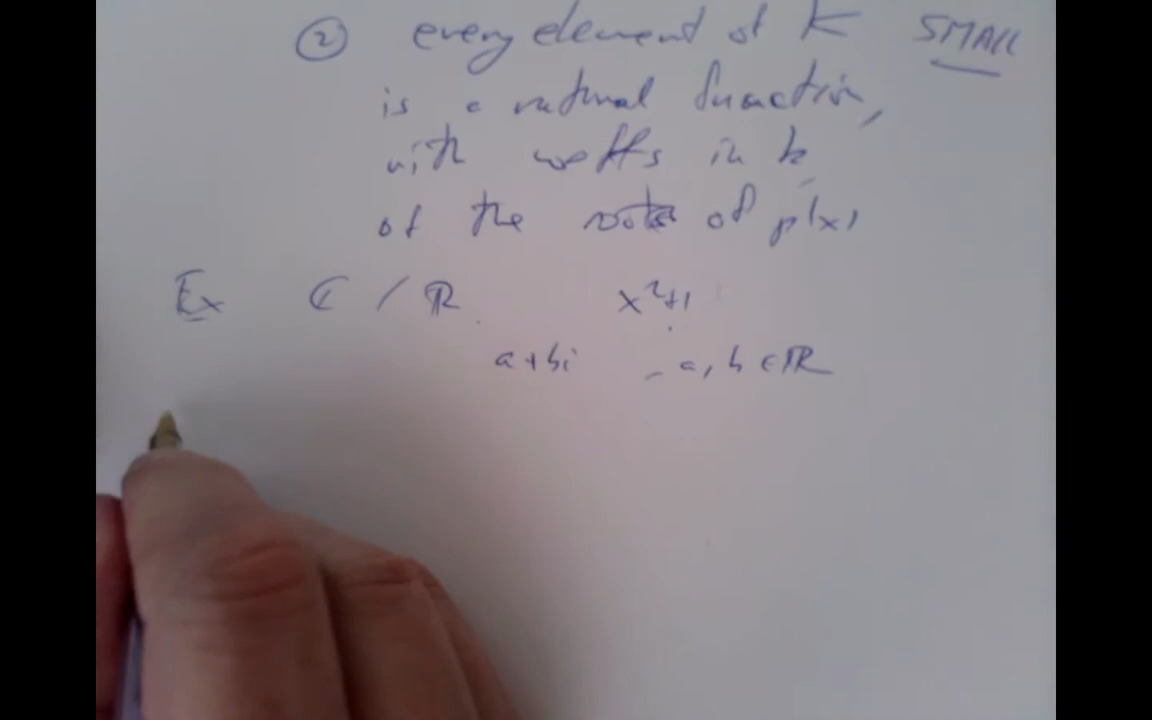 ② every element of K SMALL
is a rational function,
with coeffs in k
of the roots of p(x)
Ex ℂ / ℝ x²+1
a+bi a, b ∈ ℝ